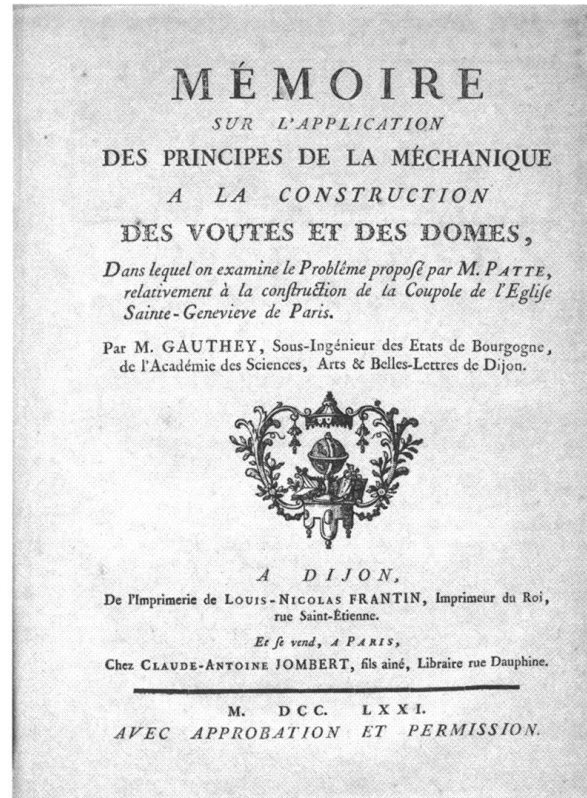 MÉMOIRE
SUR L'APPLICATION
DES PRINCIPES DE LA MÉCHANIQUE
A LA CONSTRUCTION
DES VOUTES ET DES DOMES,
Dans lequel on examine le Problême proposé par M. PATTE,
relativement à la construction de la Coupole de l'Eglise
Sainte-Genevieve de Paris.
Par M. GAUTHEY, Sous-Ingénieur des Etats de Bourgogne,
de l'Académie des Sciences, Arts & Belles-Lettres de Dijon.
A DIJON,
De l'Imprimerie de LOUIS-NICOLAS FRANTIN, Imprimeur du Roi,
rue Saint-Étienne.
Et se vend, A PARIS,
Chez CLAUDE-ANTOINE JOMBERT, fils ainé, Libraire rue Dauphine.
M. DCC. LXXI.
AVEC APPROBATION ET PERMISSION.